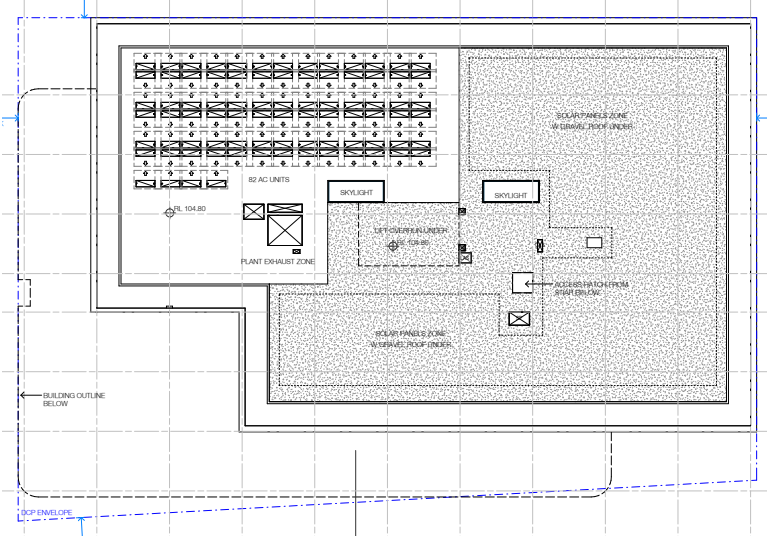 SOLAR PANELS ZONE
W GRAVEL ROOF UNDER
82 AC UNITS
SKYLIGHT
SKYLIGHT
RL 104.80
LIFT OVERRUN UNDER
RL 104.80
PLANT EXHAUST ZONE
ACCESS HATCH FROM
STAIR BELOW
SOLAR PANELS ZONE
W GRAVEL ROOF UNDER
BUILDING OUTLINE
BELOW
DCP ENVELOPE